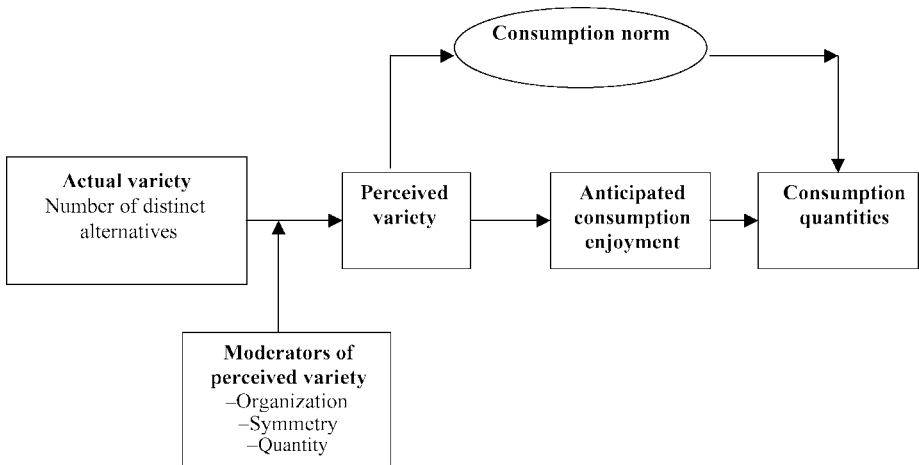 Consumption norm
Actual variety
Number of distinct
alternatives
Perceived
variety
Anticipated
consumption
enjoyment
Consumption
quantities
Moderators of
perceived variety
–Organization
–Symmetry
–Quantity